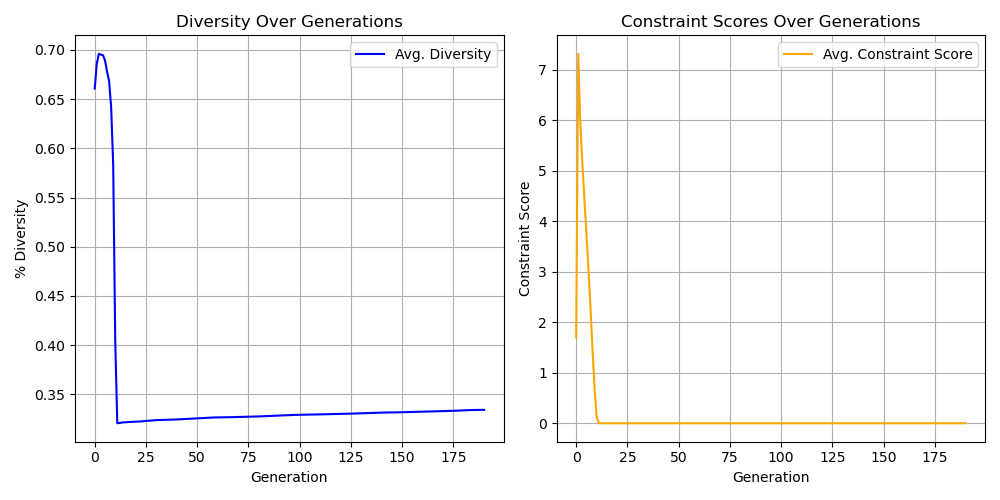 Diversity Over Generations
Avg. Diversity
% Diversity
0.70
0.65
0.60
0.55
0.50
0.45
0.40
0.35
0 25 50 75 100 125 150 175
Generation
Constraint Scores Over Generations
Avg. Constraint Score
Constraint Score
7
6
5
4
3
2
1
0
0 25 50 75 100 125 150 175
Generation